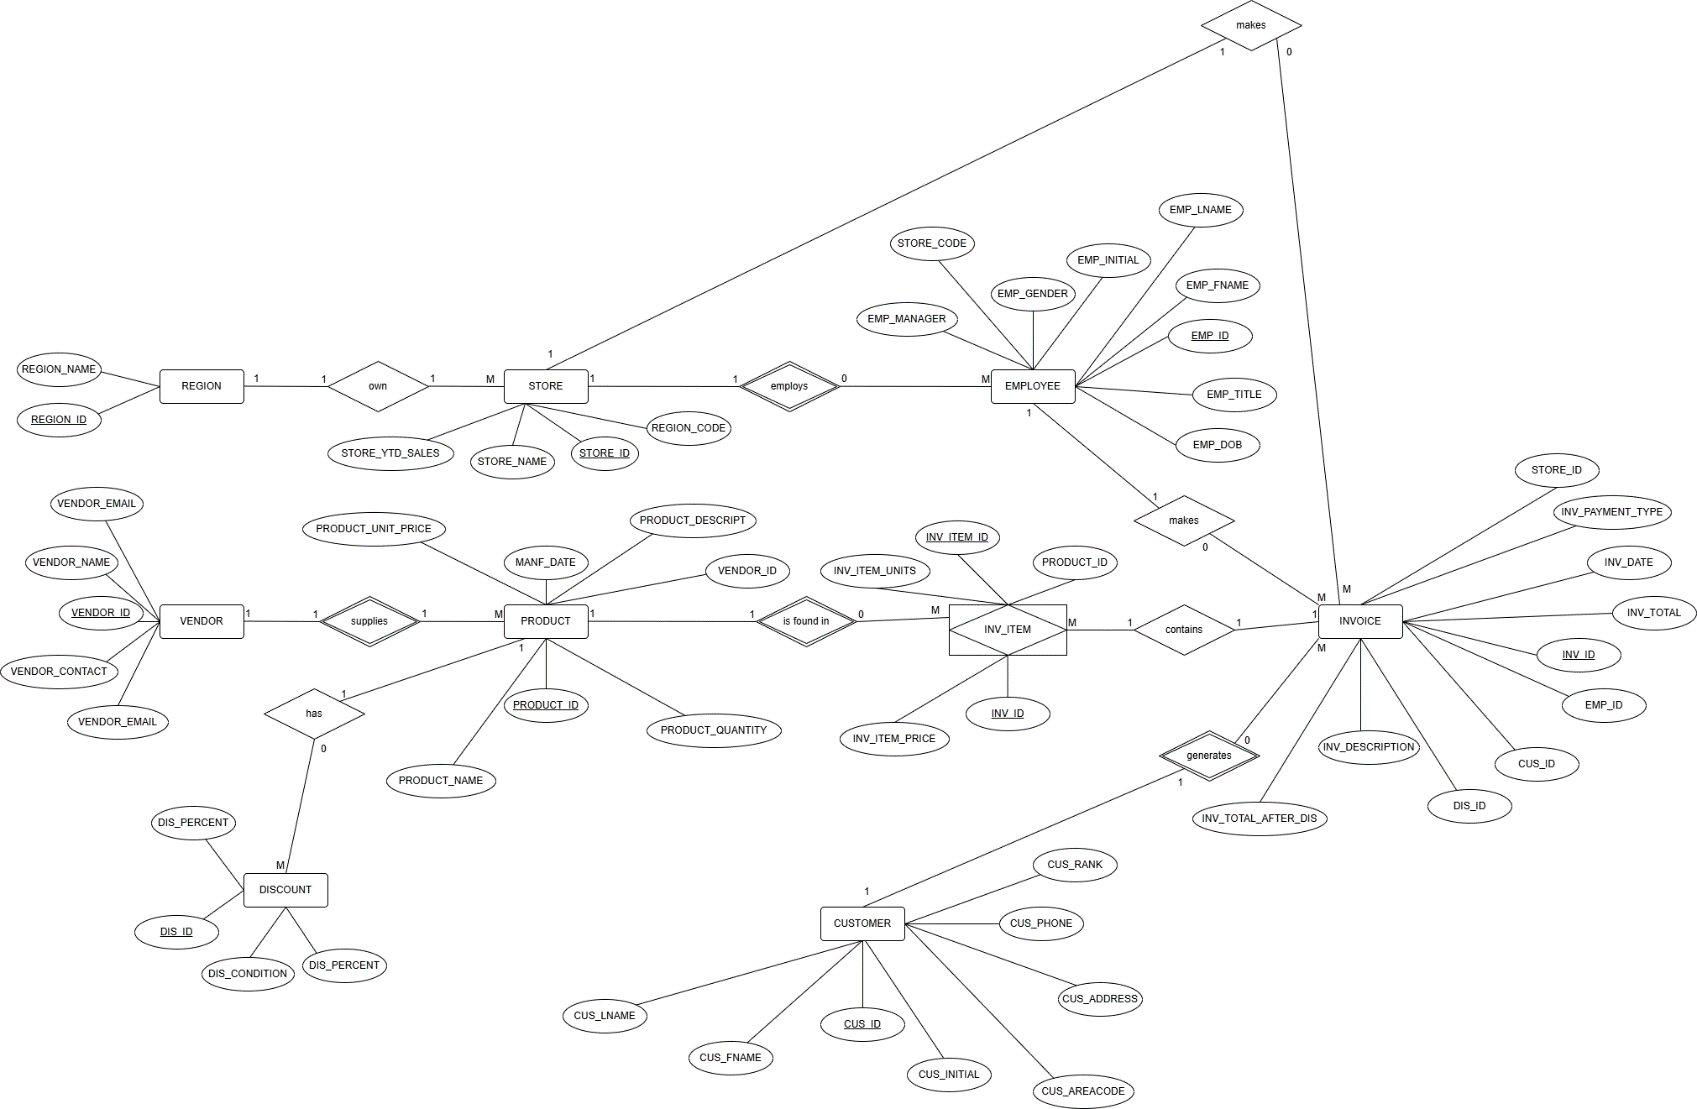 makes
1
0
EMP_LNAME
STORE_CODE
EMP_INITIAL
EMP_GENDER
EMP_FNAME
EMP_MANAGER
EMP_ID
1
REGION_NAME
REGION
1
1
own
1
M
STORE
1
1
employs
0
M
EMPLOYEE
EMP_TITLE
REGION_ID
1
REGION_CODE
EMP_DOB
STORE_YTD_SALES
STORE_NAME
STORE_ID
STORE_ID
VENDOR_EMAIL
1
INV_PAYMENT_TYPE
PRODUCT_UNIT_PRICE
PRODUCT_DESCRIPT
makes
INV_ITEM_ID
0
VENDOR_NAME
MANF_DATE
VENDOR_ID
INV_ITEM_UNITS
PRODUCT_ID
INV_DATE
M
M
VENDOR_ID
VENDOR
1
1
supplies
1
M
PRODUCT
1
1
is found in
0
M
INV_ITEM
M
1
contains
1
1
INVOICE
INV_TOTAL
1
M
INV_ID
VENDOR_CONTACT
1
has
PRODUCT_ID
INV_ID
EMP_ID
VENDOR_EMAIL
PRODUCT_QUANTITY
INV_ITEM_PRICE
0
0
INV_DESCRIPTION
generates
CUS_ID
PRODUCT_NAME
1
DIS_ID
DIS_PERCENT
INV_TOTAL_AFTER_DIS
M
CUS_RANK
DISCOUNT
1
CUSTOMER
CUS_PHONE
DIS_ID
DIS_CONDITION
DIS_PERCENT
CUS_ADDRESS
CUS_LNAME
CUS_ID
CUS_FNAME
CUS_INITIAL
CUS_AREACODE